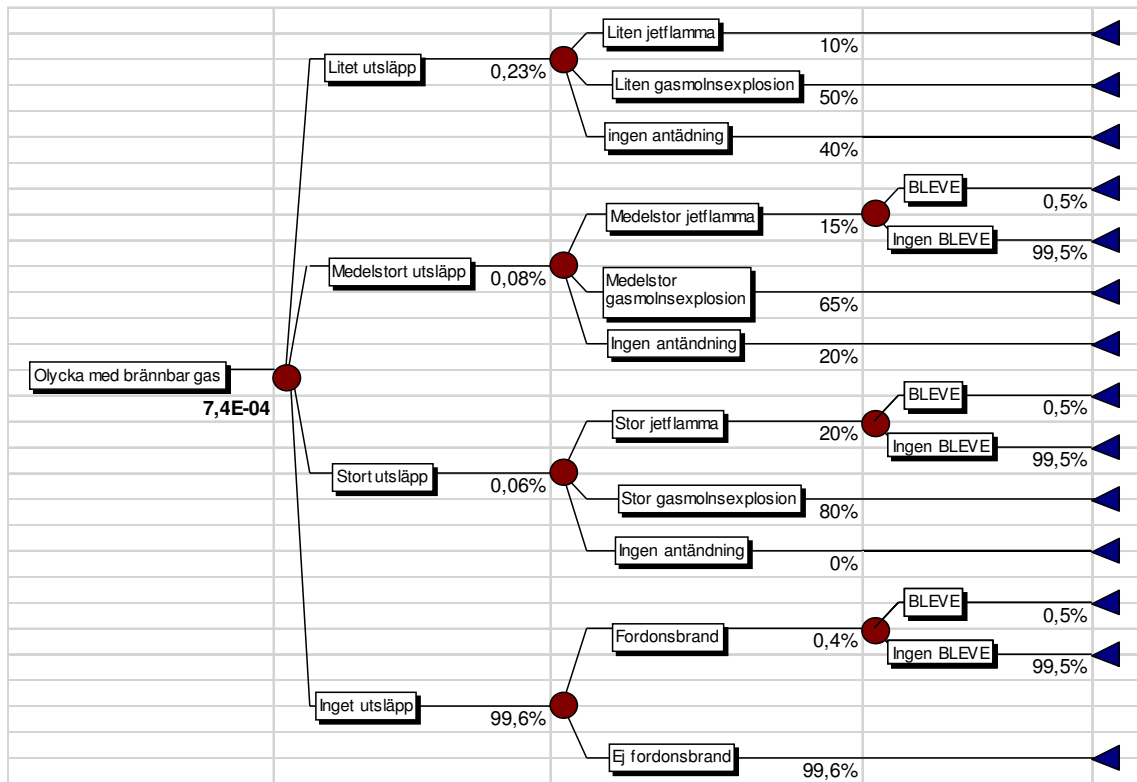 Liten jetflamma
10%
Litet utsläpp
0,23%
Liten gasmolnsexplosion
50%
ingen antädning
40%
BLEVE
0,5%
Medelstor jetflamma
15%
Ingen BLEVE
99,5%
Medelstort utsläpp
0,08%
Medelstor
gasmolnsexplosion
65%
Ingen antändning
20%
Olycka med brännbar gas
7,4E-04
BLEVE
0,5%
Stor jetflamma
20%
Ingen BLEVE
99,5%
Stort utsläpp
0,06%
Stor gasmolnsexplosion
80%
Ingen antändning
0%
BLEVE
0,5%
Fordonsbrand
0,4%
Ingen BLEVE
99,5%
Inget utsläpp
99,6%
Ej fordonsbrand
99,6%